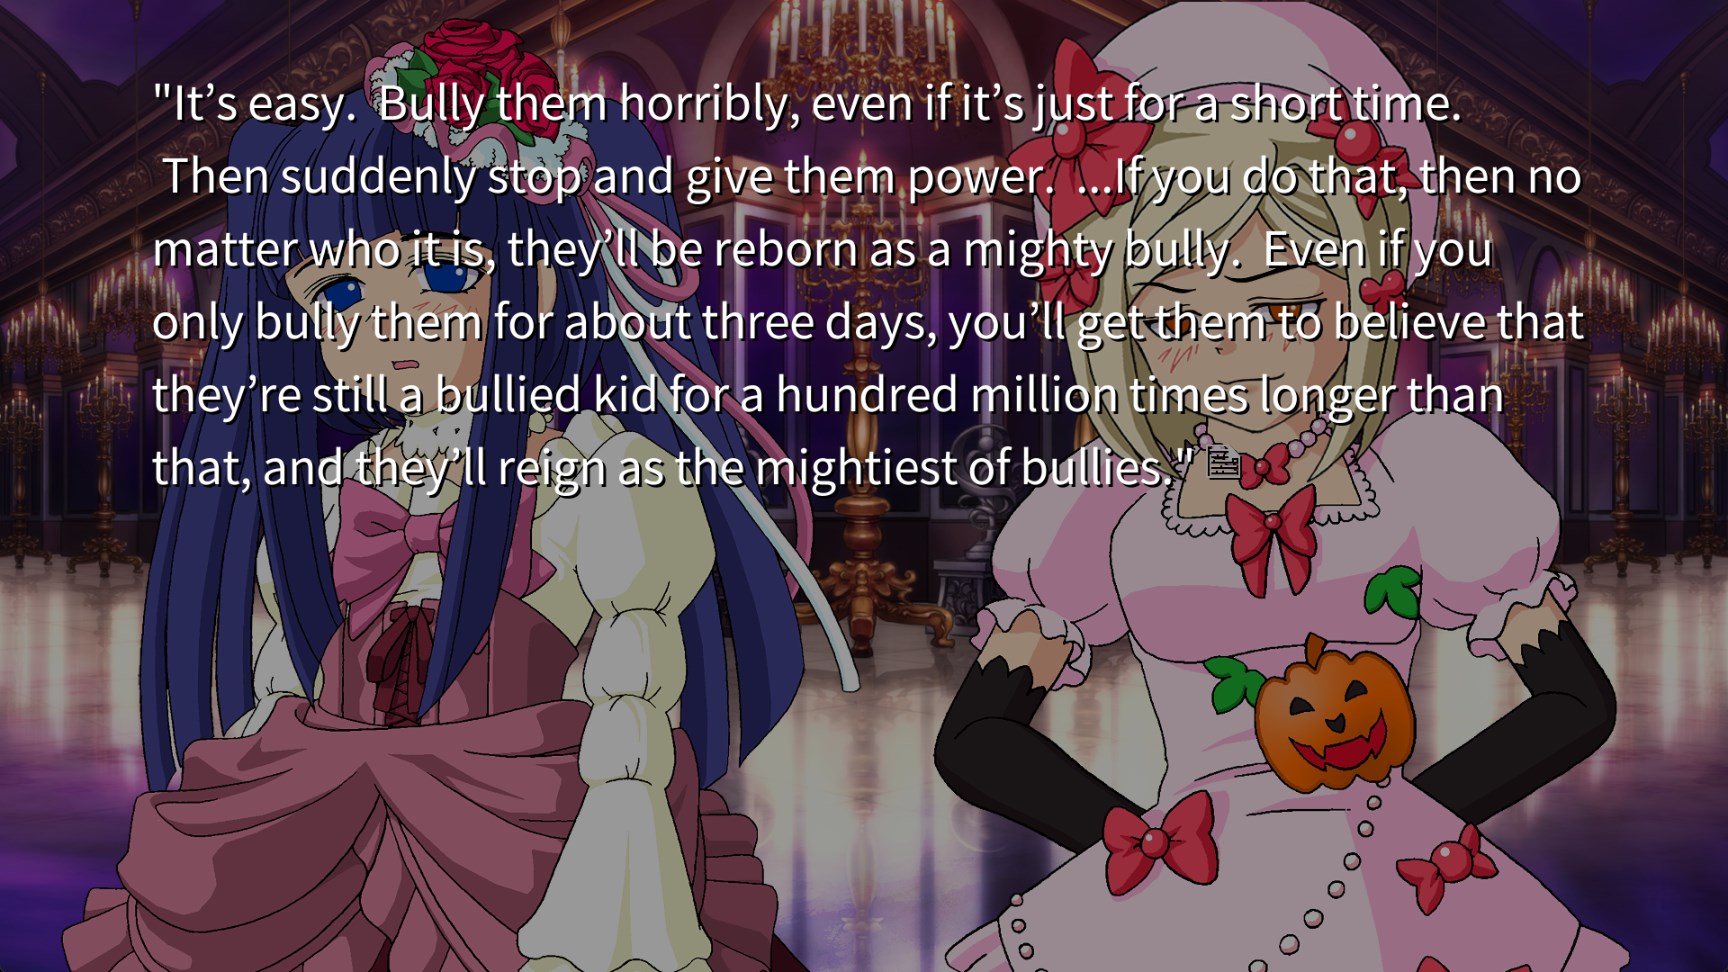 "It’s easy.  Bully them horribly, even if it’s just for a short time.
Then suddenly stop and give them power.  ...If you do that, then no
matter who it is, they’ll be reborn as a mighty bully.  Even if you
only bully them for about three days, you’ll get them to believe that
they’re still a bullied kid for a hundred million times longer than
that, and they’ll reign as the mightiest of bullies."